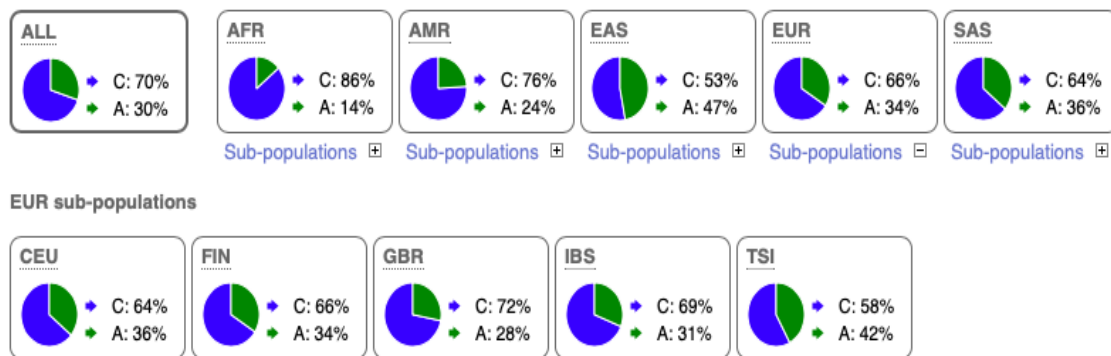 ALL AFR AMR EAS EUR SAS
C: 70% C: 86% C: 76% C: 53% C: 66% C: 64%
A: 30% A: 14% A: 24% A: 47% A: 34% A: 36%
Sub-populations Sub-populations Sub-populations Sub-populations Sub-populations
EUR sub-populations
CEU FIN GBR IBS TSI
C: 64% C: 66% C: 72% C: 69% C: 58%
A: 36% A: 34% A: 28% A: 31% A: 42%